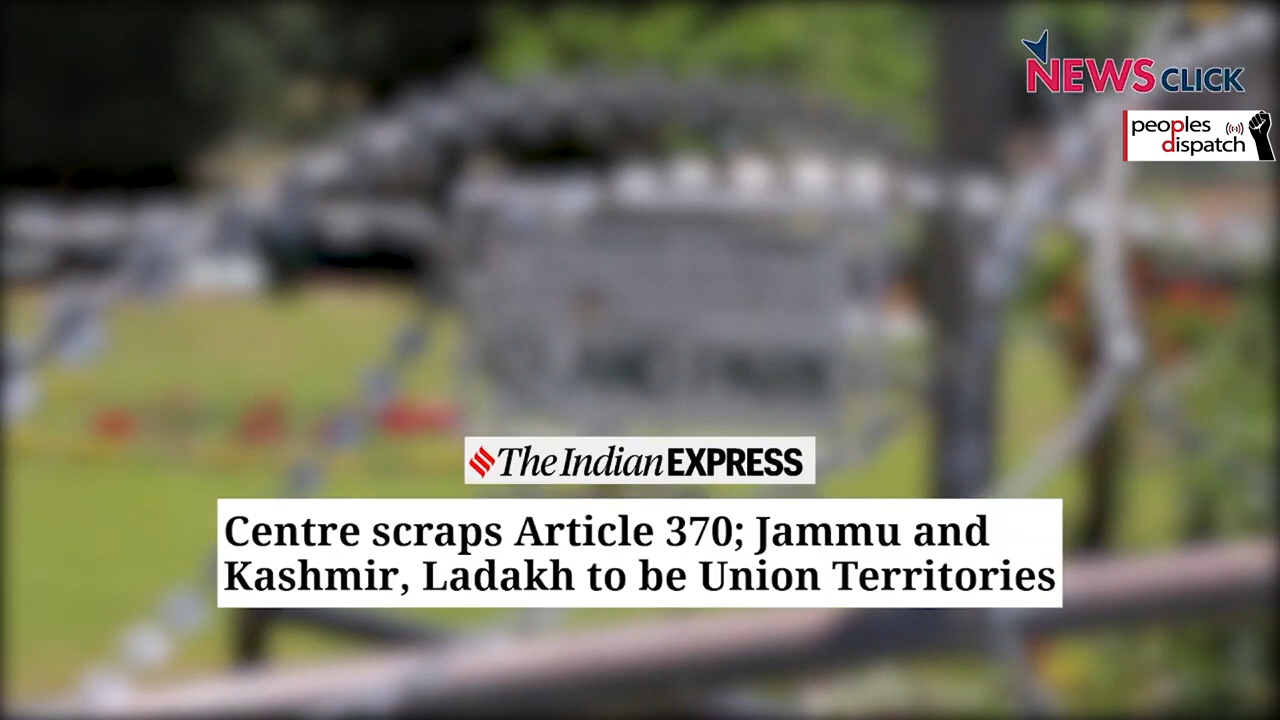 NEWS CLICK
peoples
dispatch
The Indian EXPRESS
Centre scraps Article 370; Jammu and
Kashmir, Ladakh to be Union Territories